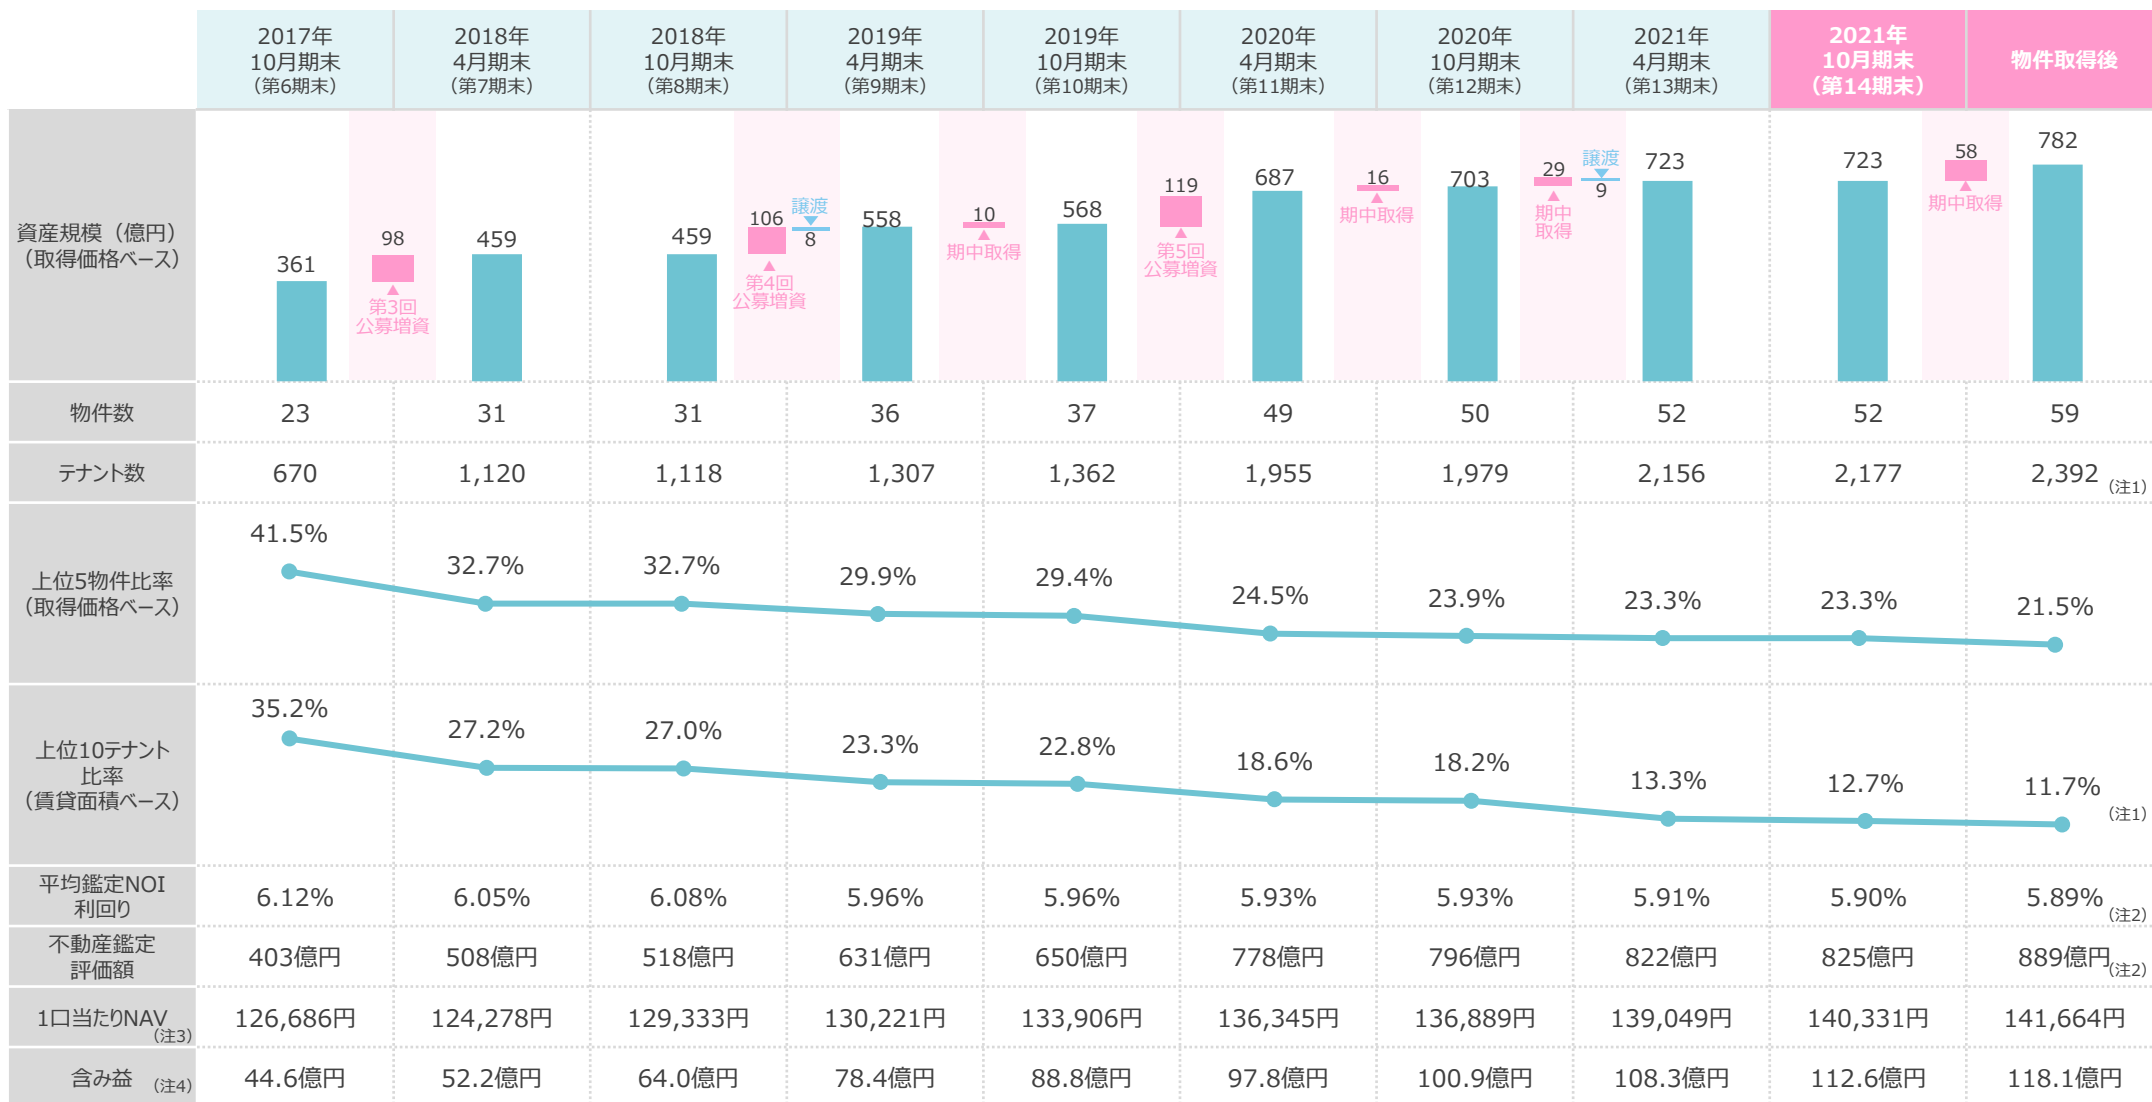 2017年
10月期末
（第6期末）
2018年
4月期末
（第7期末）
2018年
10月期末
（第8期末）
2019年
4月期末
（第9期末）
2019年
10月期末
（第10期末）
2020年
4月期末
（第11期末）
2020年
10月期末
（第12期末）
2021年
4月期末
（第13期末）
2021年
10月期末
（第14期末）
物件取得後
資産規模（億円）
（取得価格ベース）
361
98
第3回
公募増資
459
459
106
第4回
公募増資
譲渡
8
558
10
期中取得
568
119
第5回
公募増資
687
16
期中取得
703
29
期中
取得
譲渡
9
723
723
58
期中取得
782
物件数
23 31 31 36 37 49 50 52 52 59
テナント数
670 1,120 1,118 1,307 1,362 1,955 1,979 2,156 2,177 2,392 （注1）
上位5物件比率
（取得価格ベース）
41.5% 32.7% 32.7% 29.9% 29.4% 24.5% 23.9% 23.3% 23.3% 21.5%
上位10テナント
比率
（賃貸面積ベース）
35.2% 27.2% 27.0% 23.3% 22.8% 18.6% 18.2% 13.3% 12.7% 11.7% （注1）
平均鑑定NOI
利回り
6.12% 6.05% 6.08% 5.96% 5.96% 5.93% 5.93% 5.91% 5.90% 5.89% （注2）
不動産鑑定
評価額
403億円 508億円 518億円 631億円 650億円 778億円 796億円 822億円 825億円 889億円 （注2）
1口当たりNAV
（注3）
126,686円 124,278円 129,333円 130,221円 133,906円 136,345円 136,889円 139,049円 140,331円 141,664円
含み益 （注4）
44.6億円 52.2億円 64.0億円 78.4億円 88.8億円 97.8億円 100.9億円 108.3億円 112.6億円 118.1億円